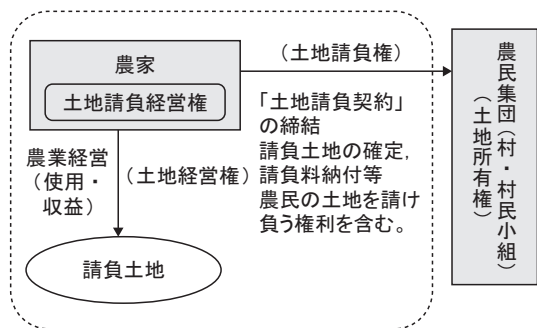 農家
土地請負経営権
(土地請負権)
「土地請負契約」
の締結
請負土地の確定,
請負料納付等
農民の土地を請け
負う権利を含む。
農業経営
(使用・
収益)
(土地経営権)
請負土地
農民集団(村・村民小組)
(土地所有権)